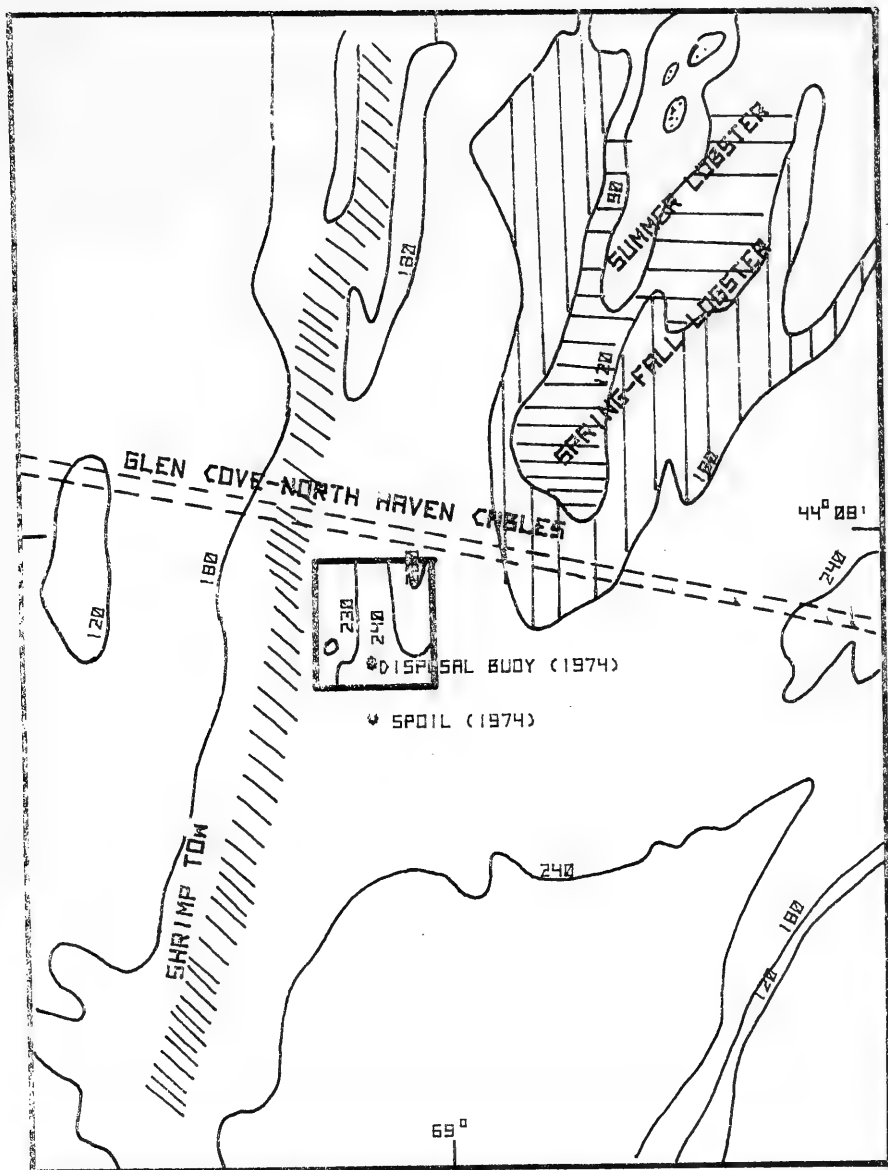 180
90
SUMMER LOBSTER
SPRING-FALL LOBSTER
120
180
GLEN COVE-NORTH HAVEN CABLES
44° 08'
240
180
120
230
240
DISPOSAL BUOY (1974)
SPOIL (1974)
240
SHRIMP TOW
180
120
69°